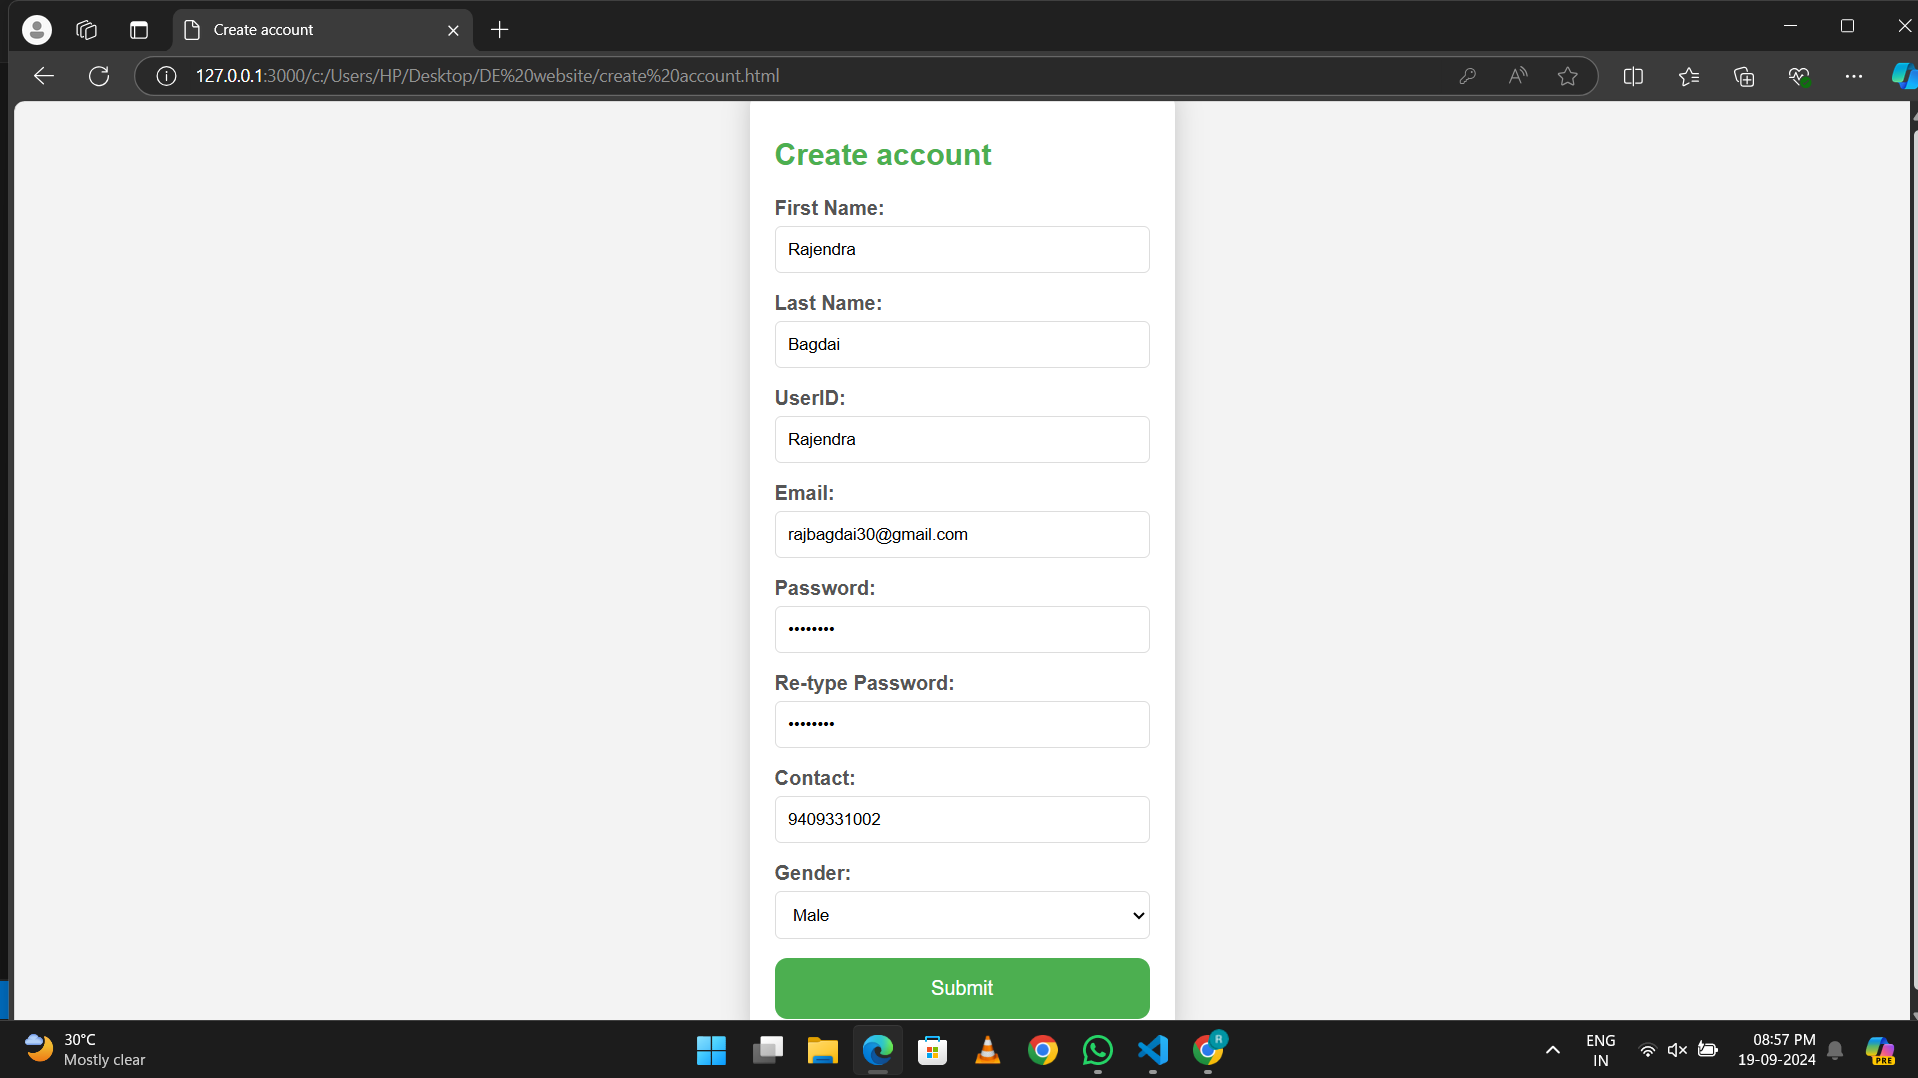 Create account
127.0.0.1:3000/c:/Users/HP/Desktop/DE%20website/create%20account.html
Create account
First Name:
Rajendra
Last Name:
Bagdai
UserID:
Rajendra
Email:
rajbagdai30@gmail.com
Password:
••••••••
Re-type Password:
••••••••
Contact:
9409331002
Gender:
Male
Submit
30°C
Mostly clear
R
ENG
IN
08:57 PM
19-09-2024
PRE